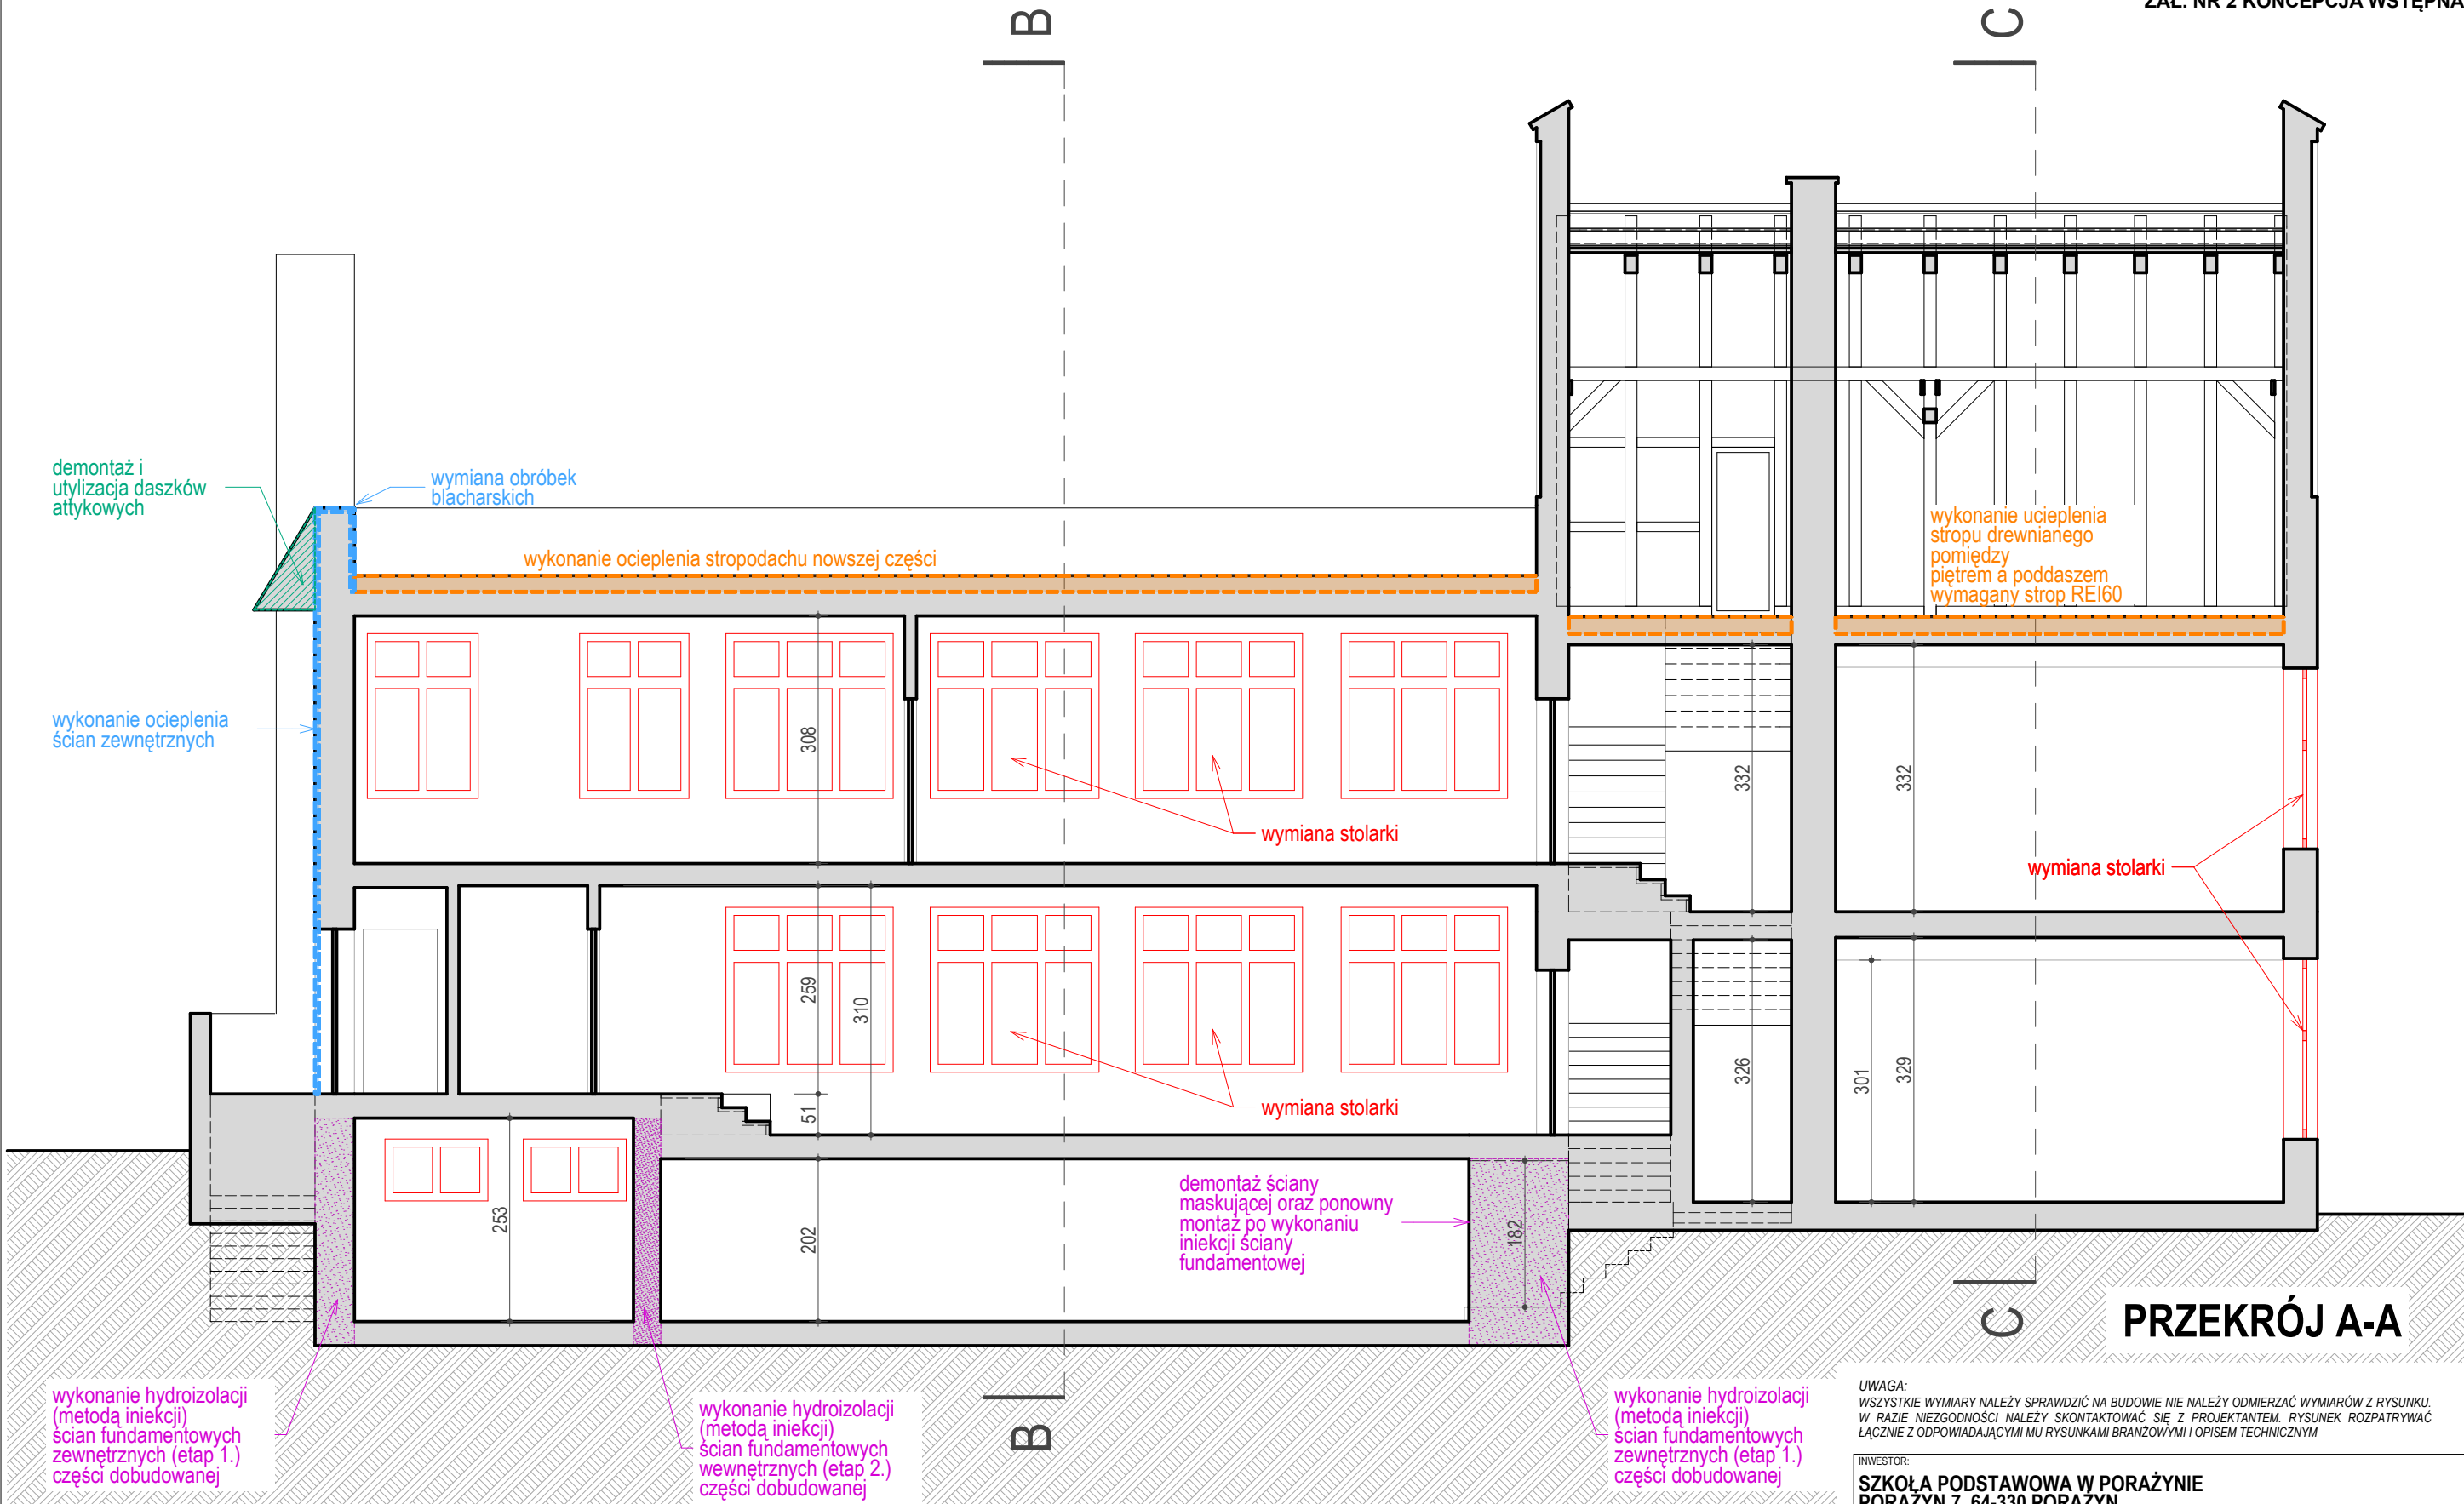 ZAŁ. NR 2 KONCEPCJA WSTĘPNA
B
C
demontaż i
utylizacja daszków
attykowych
wymiana obróbek
blacharskich
wykonanie ocieplenia stropodachu nowszej części
wykonanie ucieplenia
stropu drewnianego
pomiędzy
piętrem a poddaszem
wymagany strop REI60
wykonanie ocieplenia
ścian zewnętrznych
308
332
332
wymiana stolarki
wymiana stolarki
259
310
51
326
301
329
wymiana stolarki
253
202
182
demontaż ściany
maskującej oraz ponowny
montaż po wykonaniu
iniekcji ściany
fundamentowej
B
C
PRZEKRÓJ A-A
wykonanie hydroizolacji
(metodą iniekcji)
ścian fundamentowych
zewnętrznych (etap 1.)
części dobudowanej
wykonanie hydroizolacji
(metodą iniekcji)
ścian fundamentowych
wewnętrznych (etap 2.)
części dobudowanej
wykonanie hydroizolacji
(metodą iniekcji)
ścian fundamentowych
zewnętrznych (etap 1.)
części dobudowanej
UWAGA:
WSZYSTKIE WYMIARY NALEŻY SPRAWDZIĆ NA BUDOWIE NIE NALEŻY ODMIERZAĆ WYMIARÓW Z RYSUNKU.
W RAZIE NIEZGODNOŚCI NALEŻY SKONTAKTOWAĆ SIĘ Z PROJEKTANTEM. RYSUNEK ROZPATRYWAĆ
ŁĄCZNIE Z ODPOWIADAJĄCYMI MU RYSUNKAMI BRANŻOWYMI I OPISEM TECHNICZNYM
INWESTOR:
SZKOŁA PODSTAWOWA W PORAŻYNIE
PORAŻYN 7, 64-330 PORAŻYN